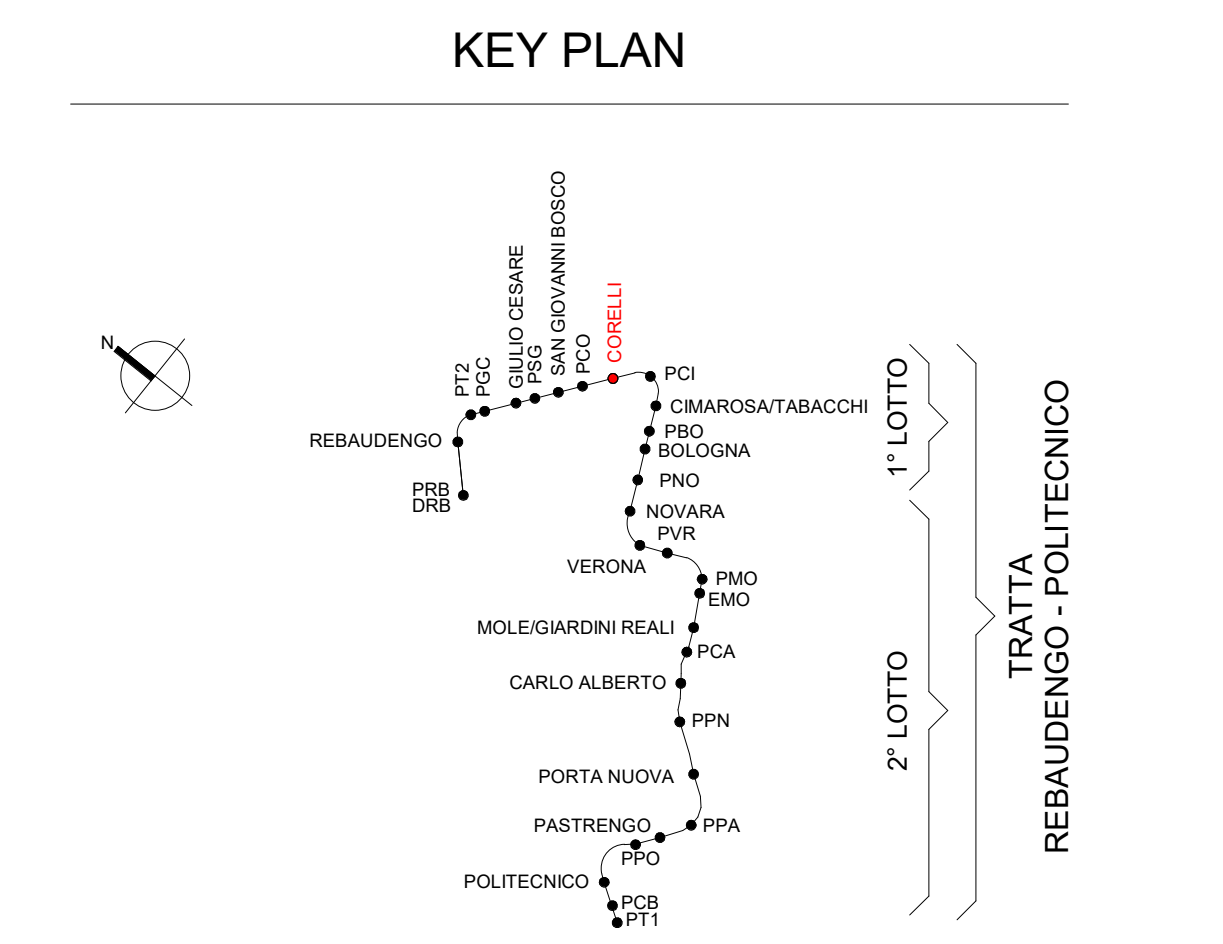 KEY PLAN
N
PT2
PGC
GIULIO CESARE
PSG
SAN GIOVANNI BOSCO
PCO
CORELLI
PCI
CIMAROSA/TABACCHI
REBAUDENGO
PBO
BOLOGNA
PRB
DRB
PNO
NOVARA
PVR
VERONA
PMO
EMO
MOLE/GIARDINI REALI
PCA
CARLO ALBERTO
PPN
PORTA NUOVA
PASTRENGO
PPA
PPO
POLITECNICO
PCB
PT1
1° LOTTO
2° LOTTO
TRATTA
REBAUDENGO - POLITECNICO